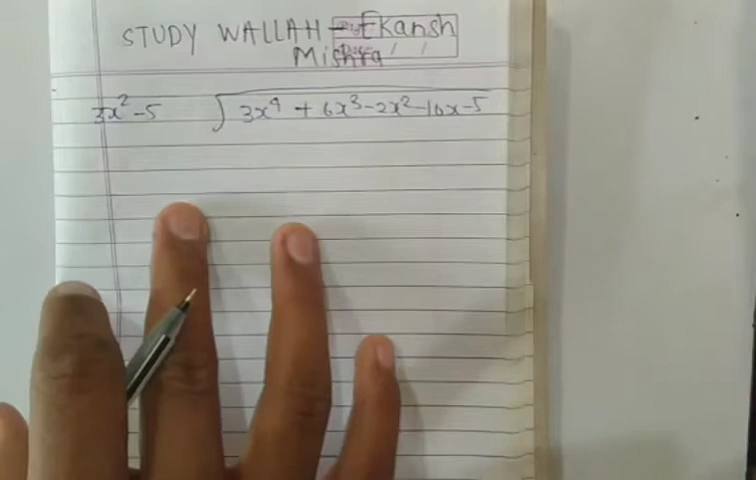 STUDY WALLAH - Ekansh
Mishra
3x²-5 ) 3x⁴ + 6x³-2x²-10x-5